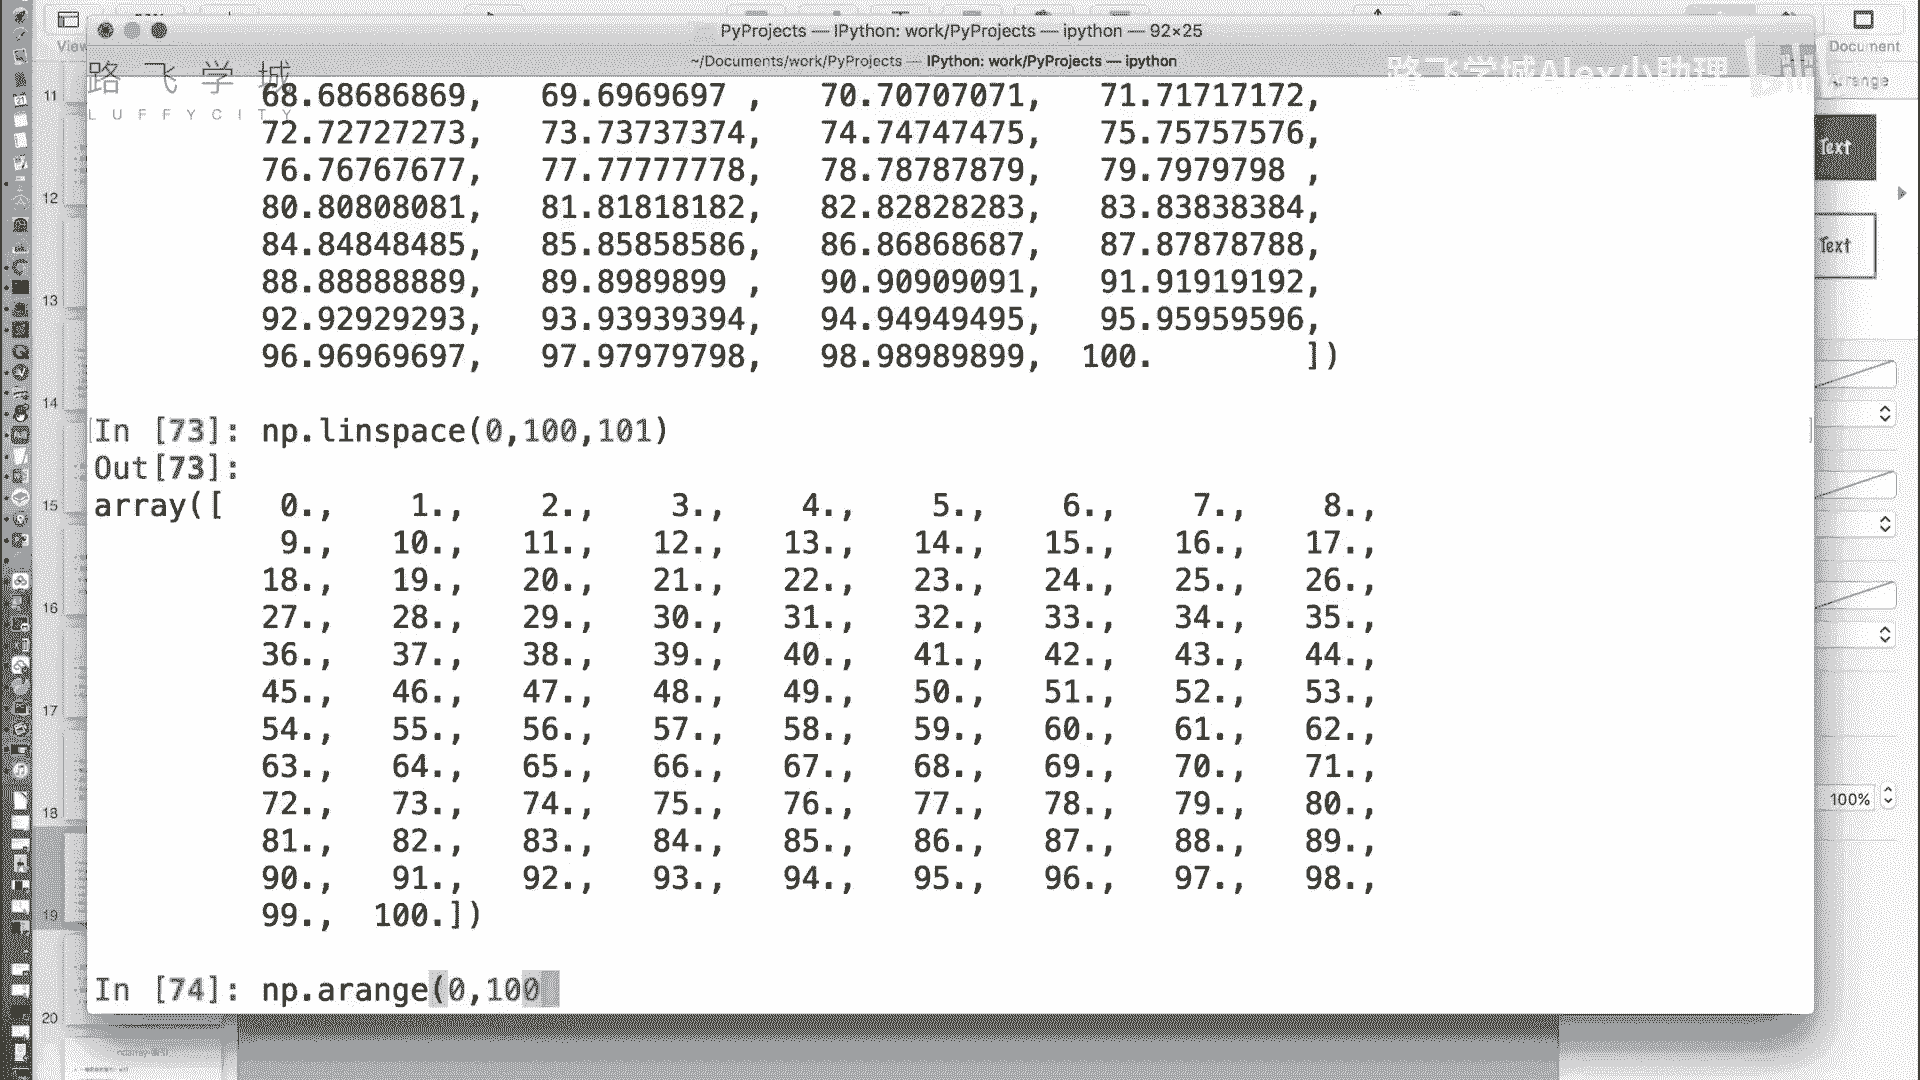 PyProjects — IPython: work/PyProjects — ipython — 92×25
~/Documents/work/PyProjects — IPython: work/PyProjects — ipython
View
Document
路飞学城
LUFFYCITY
路飞学城Alex小助理
Text
Text
100%
11
12
13
14
15
16
17
18
19
20
68.68686869, 69.6969697 , 70.70707071, 71.71717172,
72.72727273, 73.73737374, 74.74747475, 75.75757576,
76.76767677, 77.77777778, 78.78787879, 79.7979798 ,
80.80808081, 81.81818182, 82.82828283, 83.83838384,
84.84848485, 85.85858586, 86.86868687, 87.87878788,
88.88888889, 89.8989899 , 90.90909091, 91.91919192,
92.92929293, 93.93939394, 94.94949495, 95.95959596,
96.96969697, 97.97979798, 98.98989899, 100. ])
In [73]: np.linspace(0,100,101)
Out[73]:
array([ 0., 1., 2., 3., 4., 5., 6., 7., 8.,
9., 10., 11., 12., 13., 14., 15., 16., 17.,
18., 19., 20., 21., 22., 23., 24., 25., 26.,
27., 28., 29., 30., 31., 32., 33., 34., 35.,
36., 37., 38., 39., 40., 41., 42., 43., 44.,
45., 46., 47., 48., 49., 50., 51., 52., 53.,
54., 55., 56., 57., 58., 59., 60., 61., 62.,
63., 64., 65., 66., 67., 68., 69., 70., 71.,
72., 73., 74., 75., 76., 77., 78., 79., 80.,
81., 82., 83., 84., 85., 86., 87., 88., 89.,
90., 91., 92., 93., 94., 95., 96., 97., 98.,
99., 100.])
In [74]: np.arange(0,100